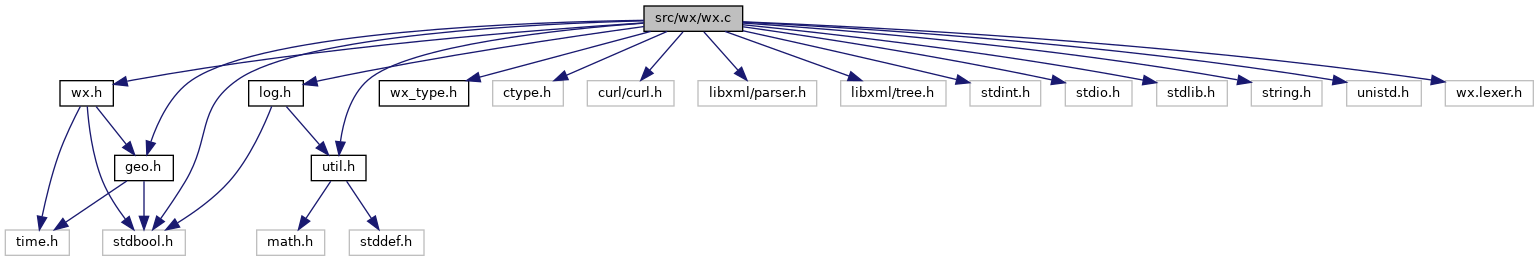 src/wx/wx.c
wx.h
log.h
wx_type.h
ctype.h
curl/curl.h
libxml/parser.h
libxml/tree.h
stdint.h
stdio.h
stdlib.h
string.h
unistd.h
wx.lexer.h
geo.h
util.h
time.h
stdbool.h
math.h
stddef.h